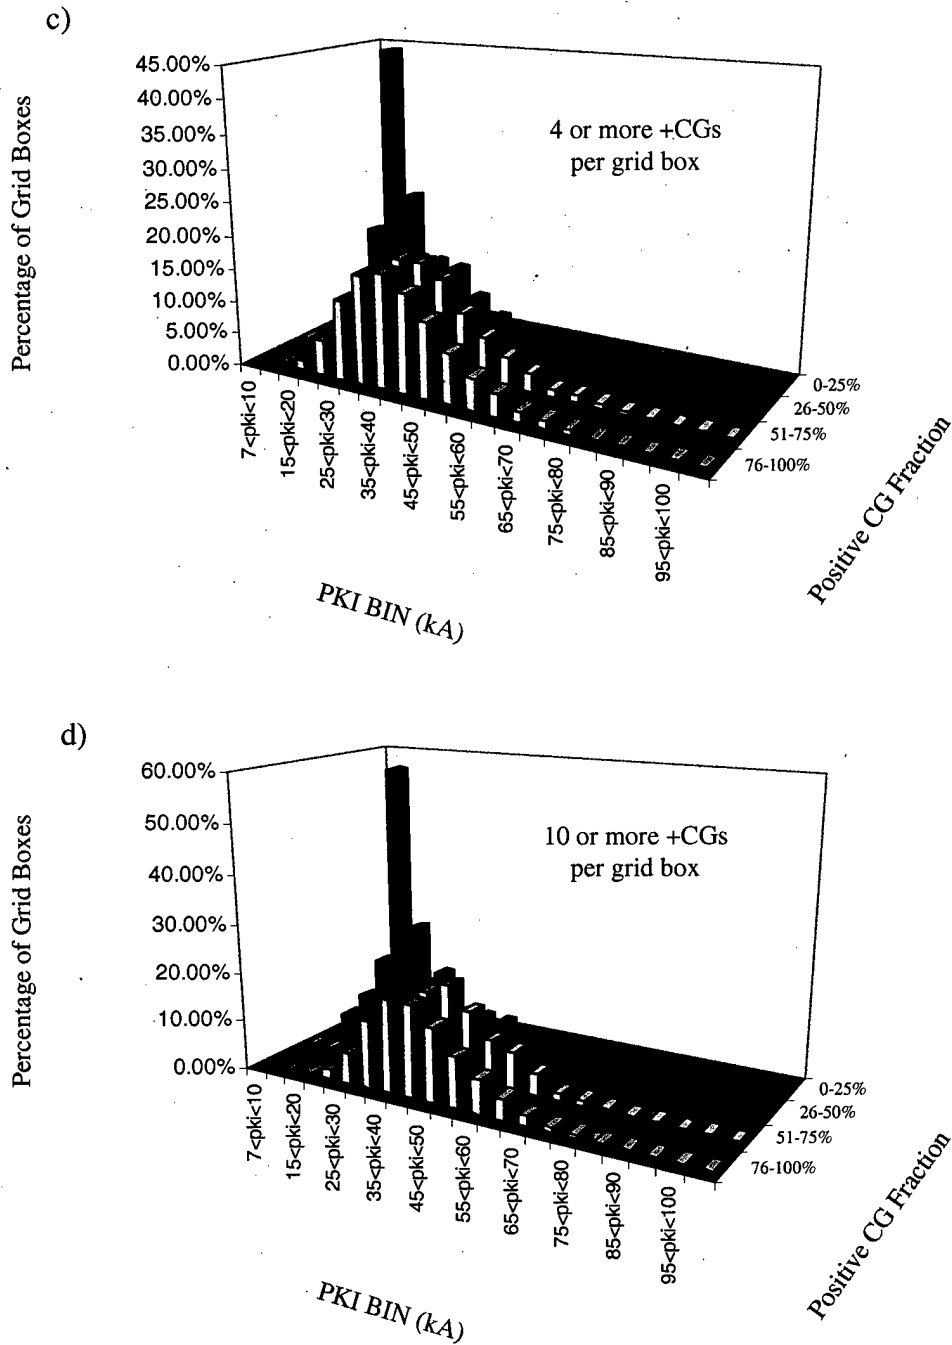 c)
45.00%
40.00%
35.00%
30.00%
25.00%
20.00%
15.00%
10.00%
5.00%
0.00%
Percentage of Grid Boxes
4 or more +CGs
per grid box
7<pki<10
15<pki<20
25<pki<30
35<pki<40
45<pki<50
55<pki<60
65<pki<70
75<pki<80
85<pki<90
95<pki<100
0-25%
26-50%
51-75%
76-100%
Positive CG Fraction
PKI BIN (kA)
d)
60.00%
50.00%
40.00%
30.00%
20.00%
10.00%
0.00%
Percentage of Grid Boxes
10 or more +CGs
per grid box
7<pki<10
15<pki<20
25<pki<30
35<pki<40
45<pki<50
55<pki<60
65<pki<70
75<pki<80
85<pki<90
95<pki<100
0-25%
26-50%
51-75%
76-100%
Positive CG Fraction
PKI BIN (kA)